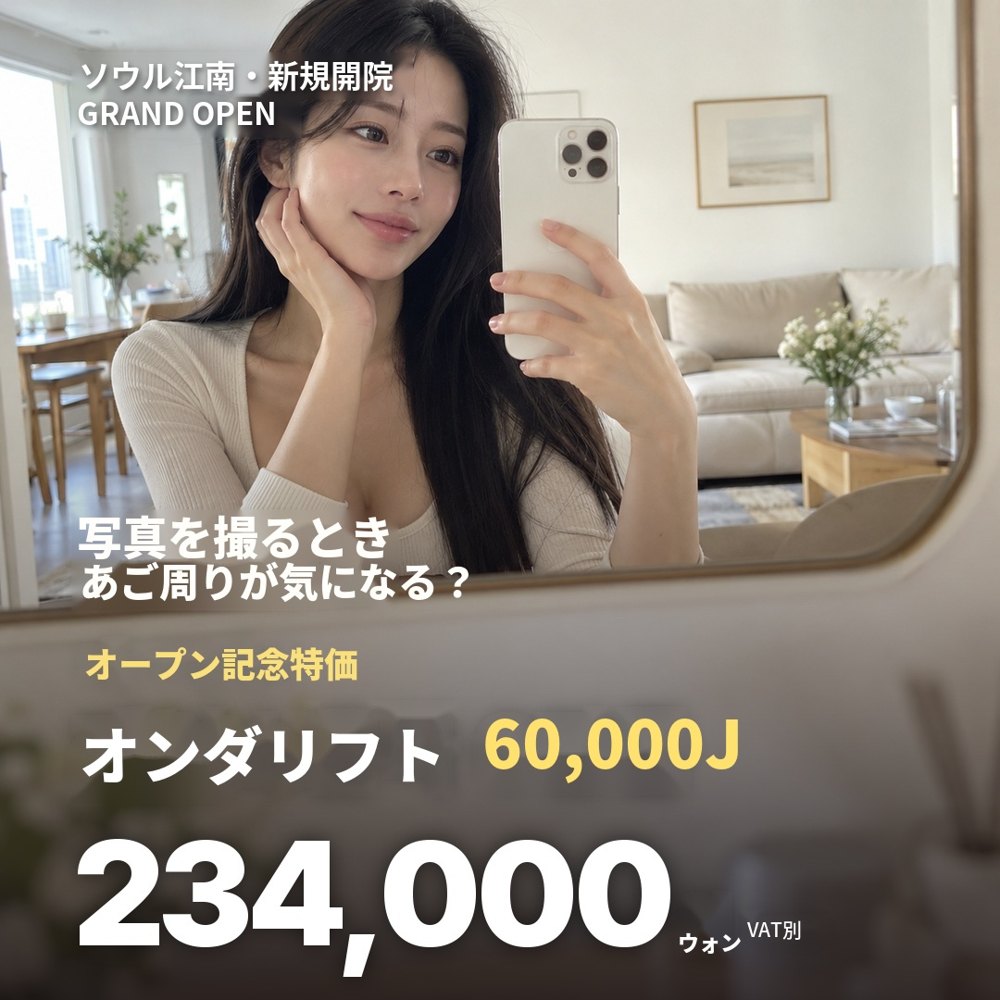 ソウル江南・新規開院
GRAND OPEN
写真を撮るとき
あご周りが気になる？
オープン記念特価
オンダリフト 60,000J
234,000 ウォン VAT別